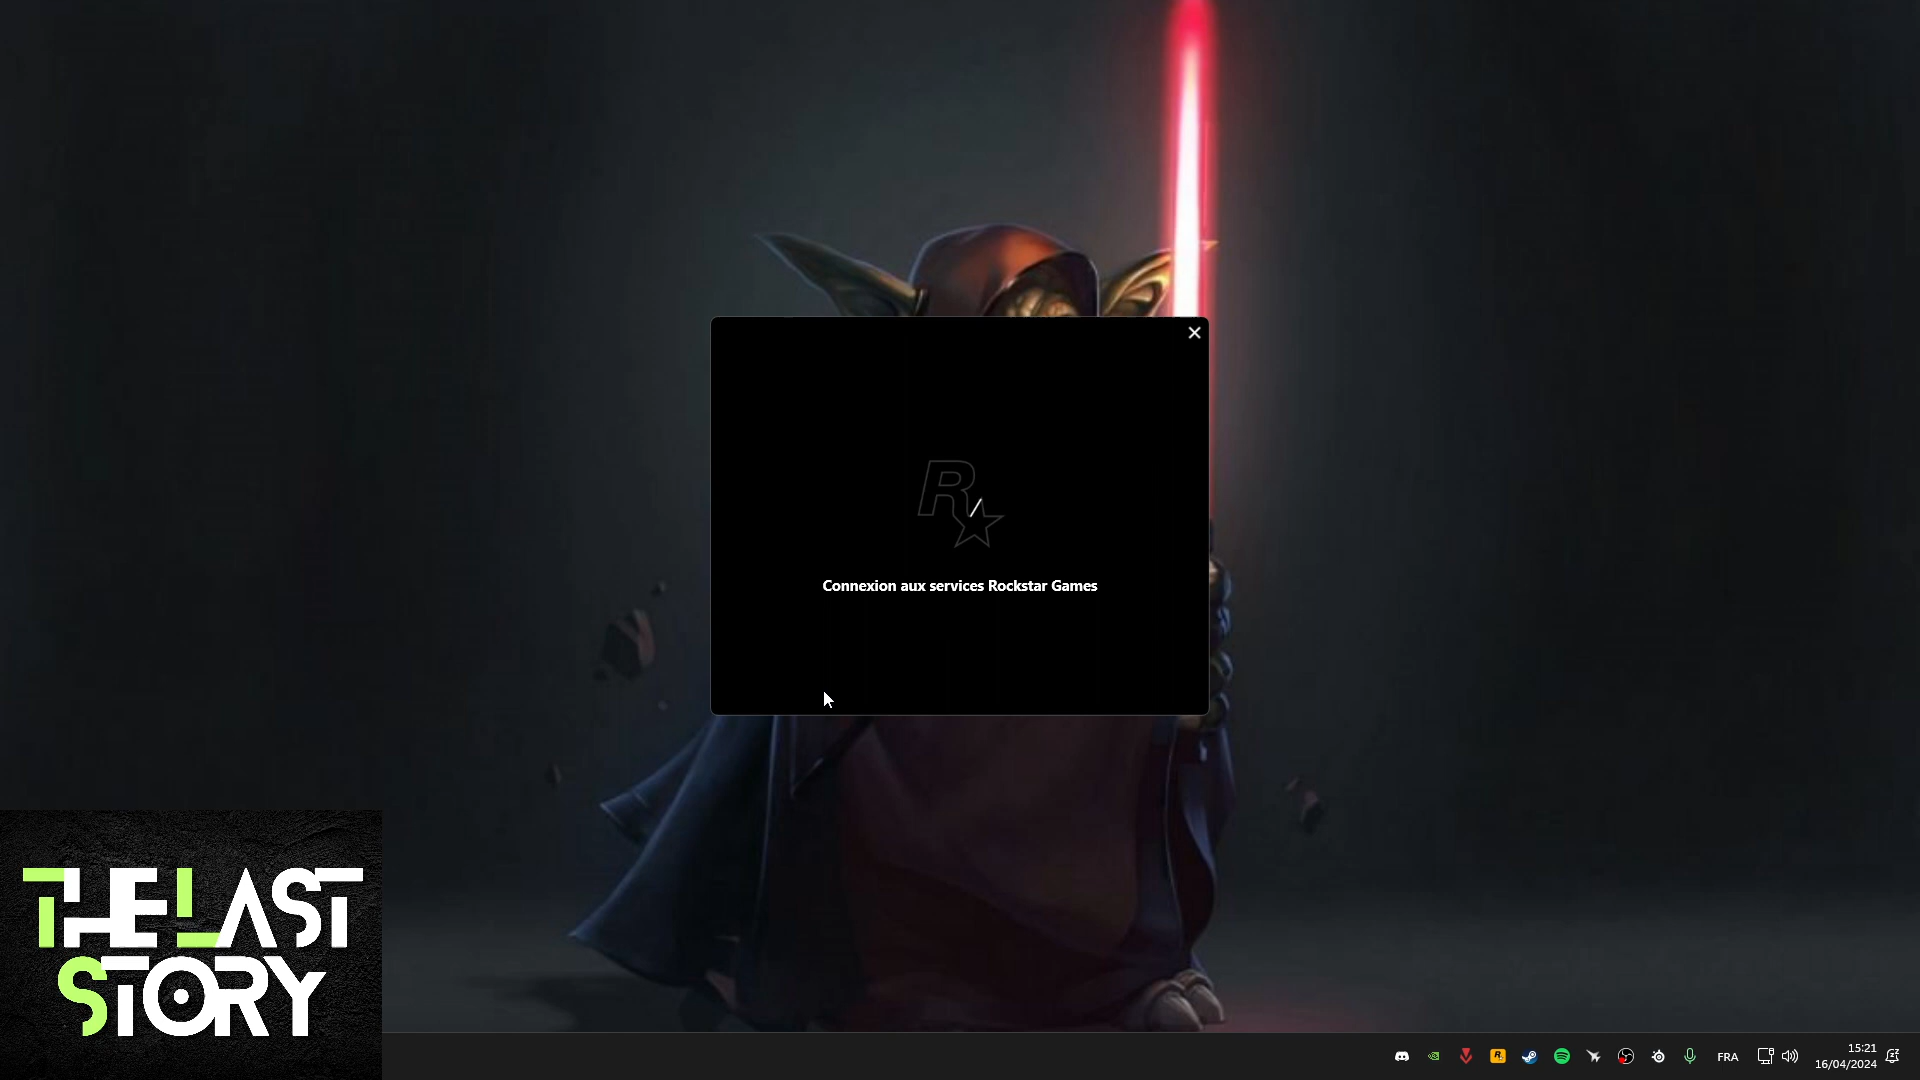 R
Connexion aux services Rockstar Games
THE LAST
STORY
R
FRA
15:21
16/04/2024